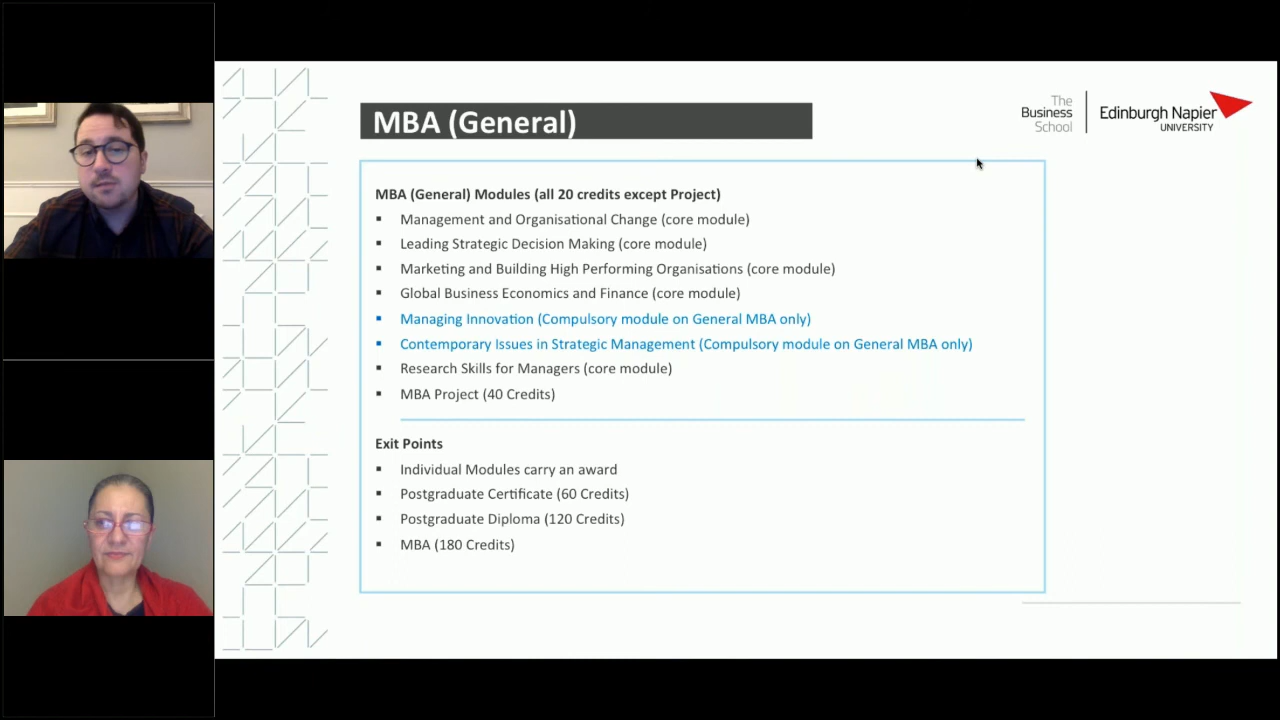 MBA (General)
The
Business
School
Edinburgh Napier
UNIVERSITY
MBA (General) Modules (all 20 credits except Project)
▪ Management and Organisational Change (core module)
▪ Leading Strategic Decision Making (core module)
▪ Marketing and Building High Performing Organisations (core module)
▪ Global Business Economics and Finance (core module)
▪ Managing Innovation (Compulsory module on General MBA only)
▪ Contemporary Issues in Strategic Management (Compulsory module on General MBA only)
▪ Research Skills for Managers (core module)
▪ MBA Project (40 Credits)
Exit Points
▪ Individual Modules carry an award
▪ Postgraduate Certificate (60 Credits)
▪ Postgraduate Diploma (120 Credits)
▪ MBA (180 Credits)